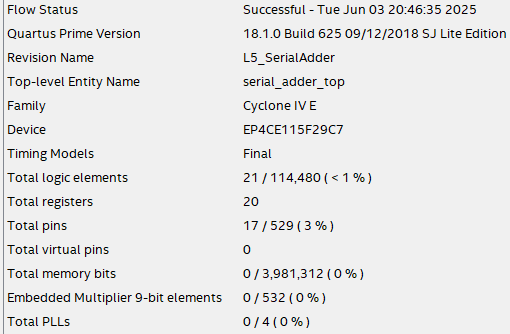 Flow Status Successful - Tue Jun 03 20:46:35 2025
Quartus Prime Version 18.1.0 Build 625 09/12/2018 SJ Lite Edition
Revision Name L5_SerialAdder
Top-level Entity Name serial_adder_top
Family Cyclone IV E
Device EP4CE115F29C7
Timing Models Final
Total logic elements 21 / 114,480 ( < 1 % )
Total registers 20
Total pins 17 / 529 ( 3 % )
Total virtual pins 0
Total memory bits 0 / 3,981,312 ( 0 % )
Embedded Multiplier 9-bit elements 0 / 532 ( 0 % )
Total PLLs 0 / 4 ( 0 % )